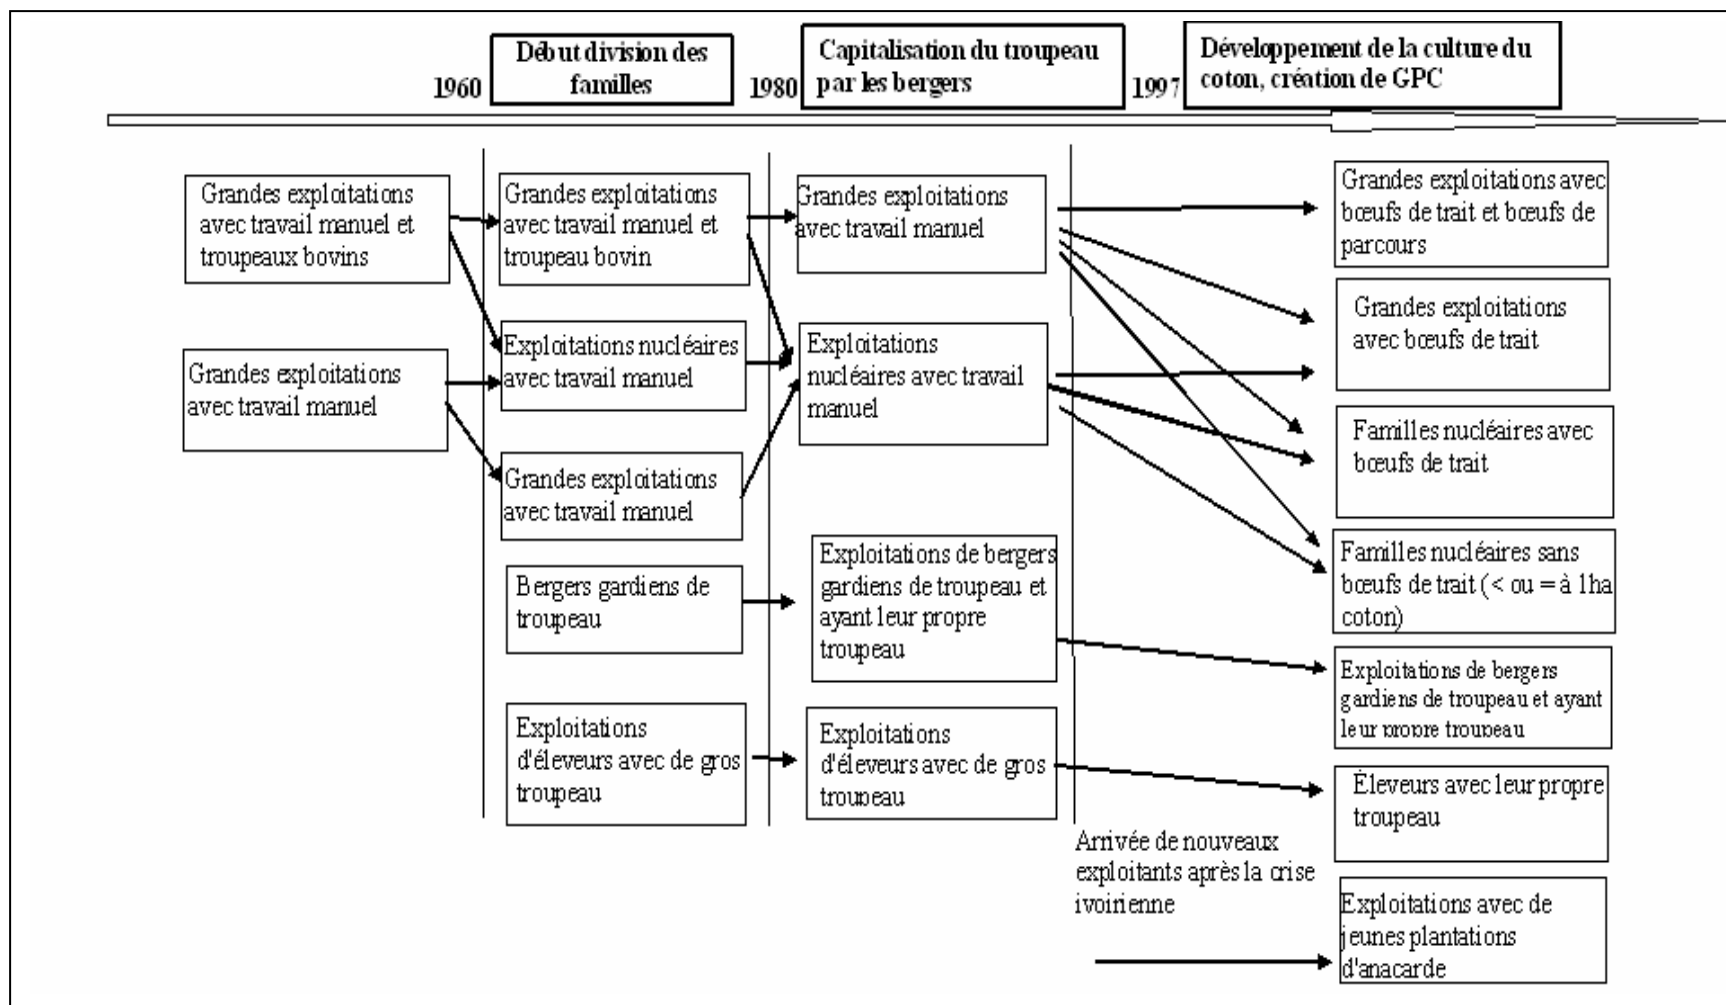 Début division des
familles
Capitalisation du troupeau
par les bergers
Développement de la culture du
coton, création de GPC
1960
1980
1997
Grandes exploitations
avec travail manuel et
troupeaux bovins
Grandes exploitations
avec travail manuel
Grandes exploitations
avec travail manuel et
troupeau bovin
Exploitations nucléaires
avec travail manuel
Grandes exploitations
avec travail manuel
Bergers gardiens de
troupeau
Exploitations
d'éleveurs avec de gros
troupeau
Grandes exploitations
avec travail manuel
Exploitations
nucléaires avec travail
manuel
Exploitations de bergers
gardiens de troupeau et
ayant leur propre
troupeau
Exploitations
d'éleveurs avec de gros
troupeau
Arrivée de nouveaux
exploitants après la crise
ivoirienne
Grandes exploitations avec
bœufs de trait et bœufs de
parcours
Grandes exploitations
avec bœufs de trait
Familles nucléaires avec
bœufs de trait
Familles nucléaires sans
bœufs de trait (< ou = à 1ha
coton)
Exploitations de bergers
gardiens de troupeau et ayant
leur propre troupeau
Éleveurs avec leur propre
troupeau
Exploitations avec de
jeunes plantations
d'anacarde